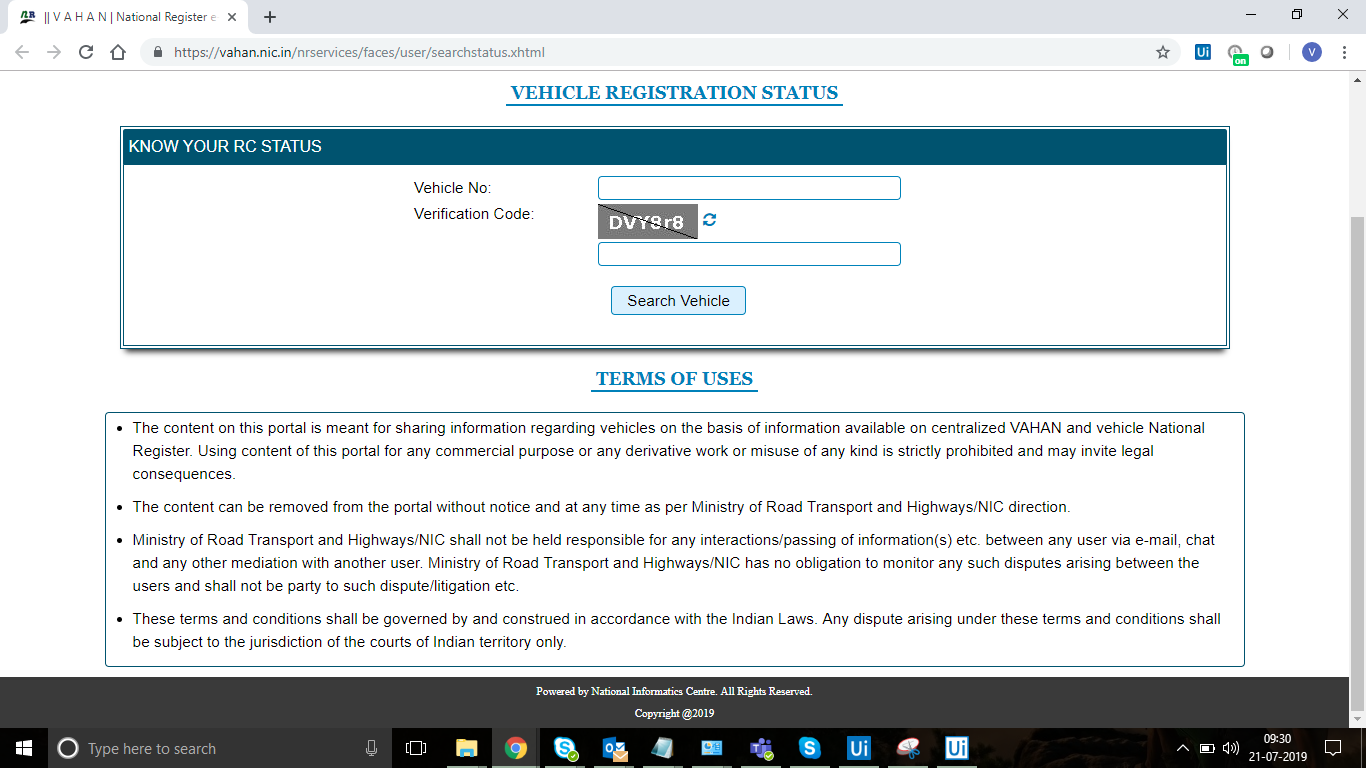 || V A H A N | National Register e
https://vahan.nic.in/nrservices/faces/user/searchstatus.xhtml
Ui
on
V
VEHICLE REGISTRATION STATUS
KNOW YOUR RC STATUS
Vehicle No:
Verification Code:
DVY8r8
Search Vehicle
TERMS OF USES
• The content on this portal is meant for sharing information regarding vehicles on the basis of information available on centralized VAHAN and vehicle National
Register. Using content of this portal for any commercial purpose or any derivative work or misuse of any kind is strictly prohibited and may invite legal
consequences.
• The content can be removed from the portal without notice and at any time as per Ministry of Road Transport and Highways/NIC direction.
• Ministry of Road Transport and Highways/NIC shall not be held responsible for any interactions/passing of information(s) etc. between any user via e-mail, chat
and any other mediation with another user. Ministry of Road Transport and Highways/NIC has no obligation to monitor any such disputes arising between the
users and shall not be party to such dispute/litigation etc.
• These terms and conditions shall be governed by and construed in accordance with the Indian Laws. Any dispute arising under these terms and conditions shall
be subject to the jurisdiction of the courts of Indian territory only.
Powered by National Informatics Centre. All Rights Reserved.
Copyright @2019
Type here to search
Ui
Ui
09:30
21-07-2019